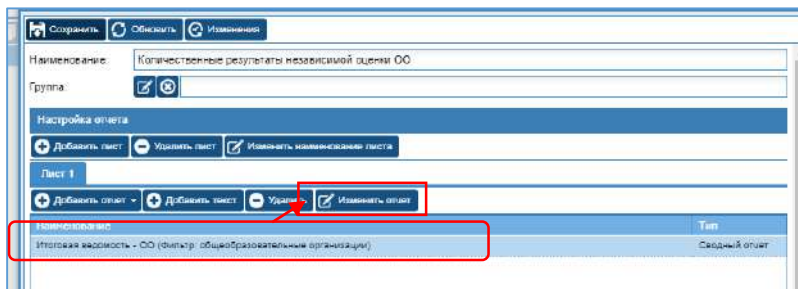 Сохранить Обновить Изменения
Наименование: Количественные результаты независимой оценки ОО
Группа:
Настройка отчета
Добавить лист Удалить лист Изменить наименование листа
Лист 1
Добавить отчет Добавить текст Удалить Изменить отчет
Наименование Тип
Итоговая ведомость - ОО (Фильтр: общеобразовательные организации) Сводный отчет